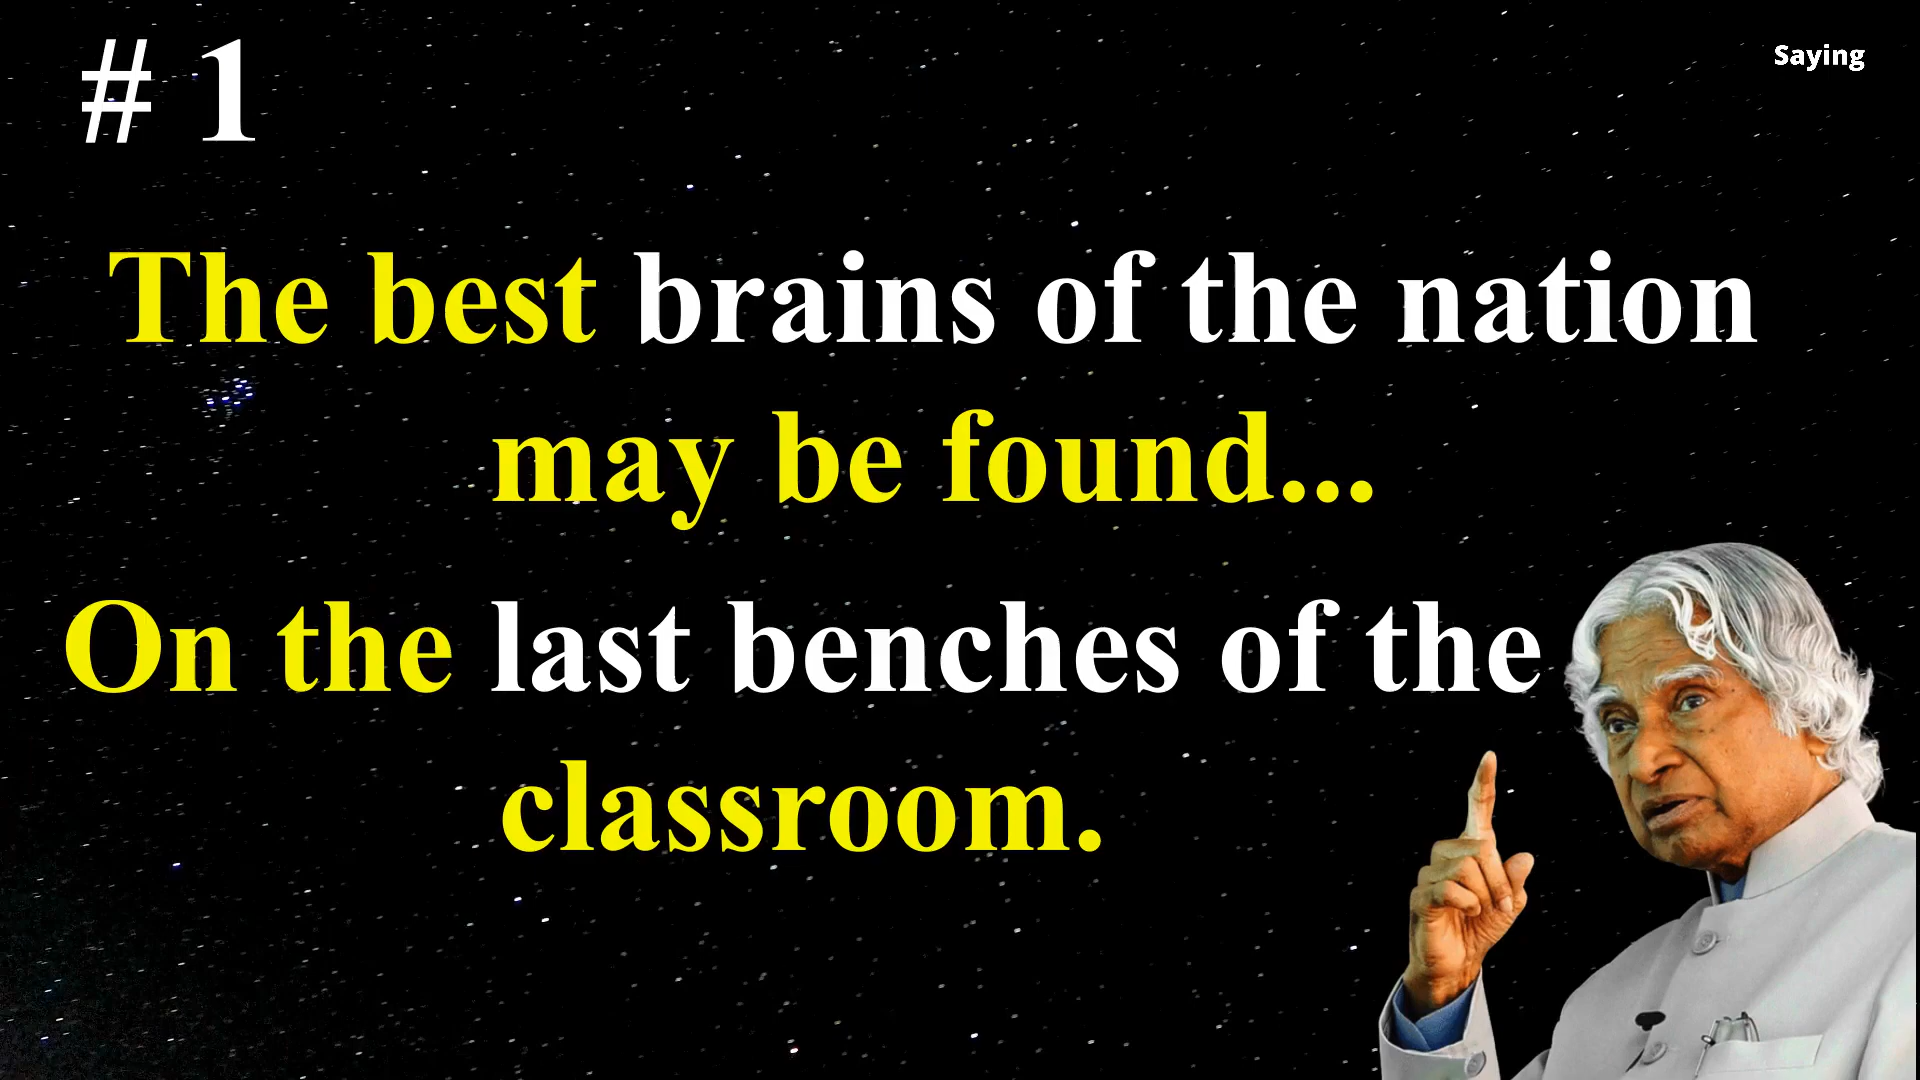 # 1
Saying
The best brains of the nation
may be found...
On the last benches of the
classroom.